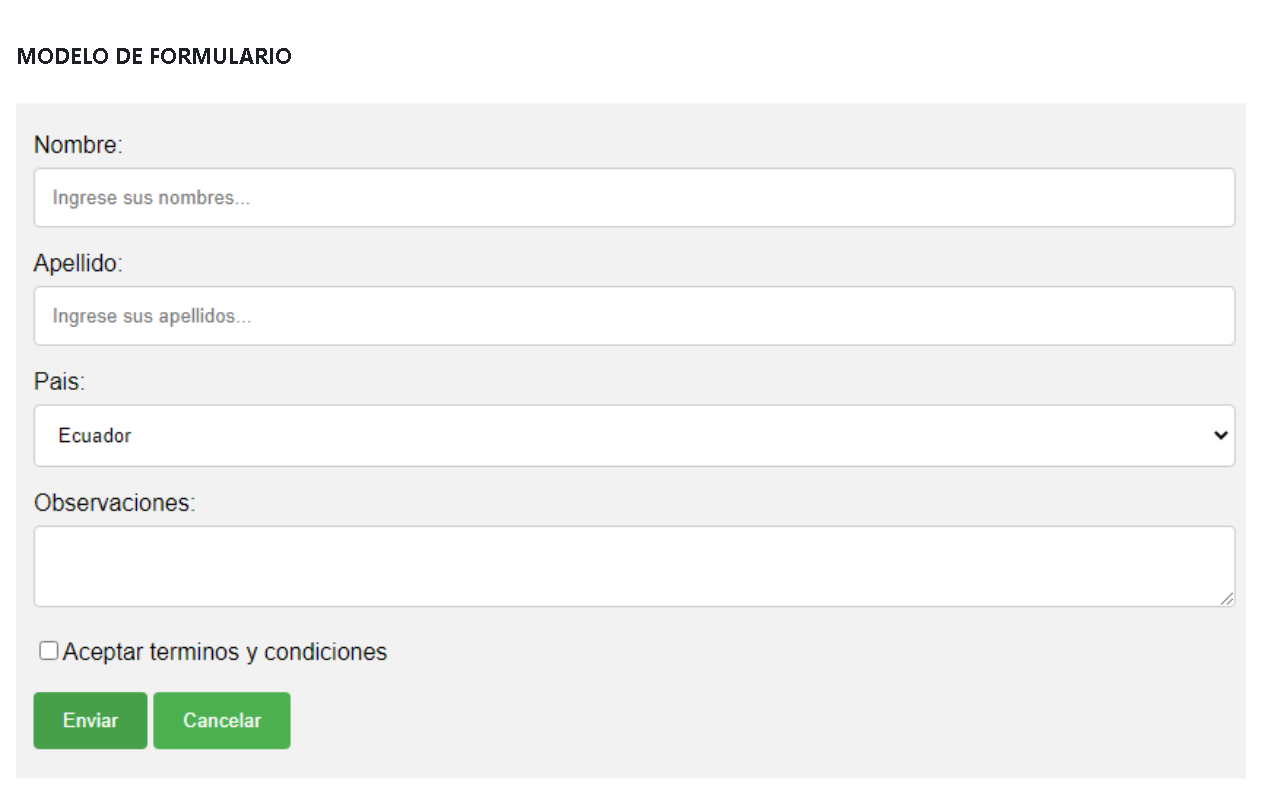 MODELO DE FORMULARIO
Nombre:
Ingrese sus nombres...
Apellido:
Ingrese sus apellidos...
Pais:
Ecuador
Observaciones:
Aceptar terminos y condiciones
Enviar Cancelar